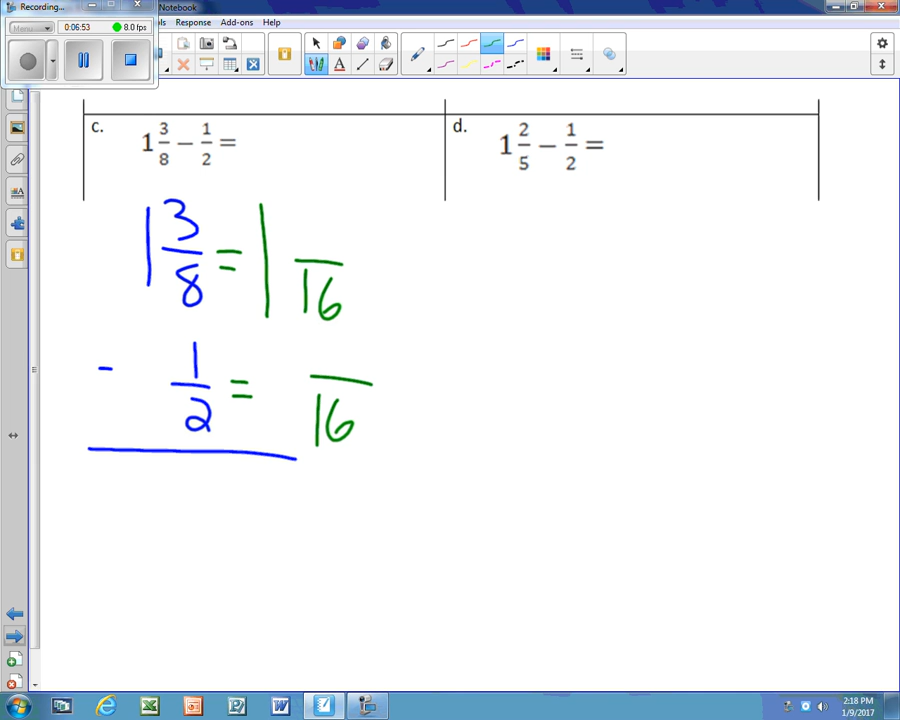 Recording...
Notebook
Menu
0:06:53
8.0 fps
Response Add-ons Help
c. 1 3/8 − 1/2 =
d. 1 2/5 − 1/2 =
1 3/8 = 1 /16
- 1/2 = /16
2:18 PM
1/9/2017